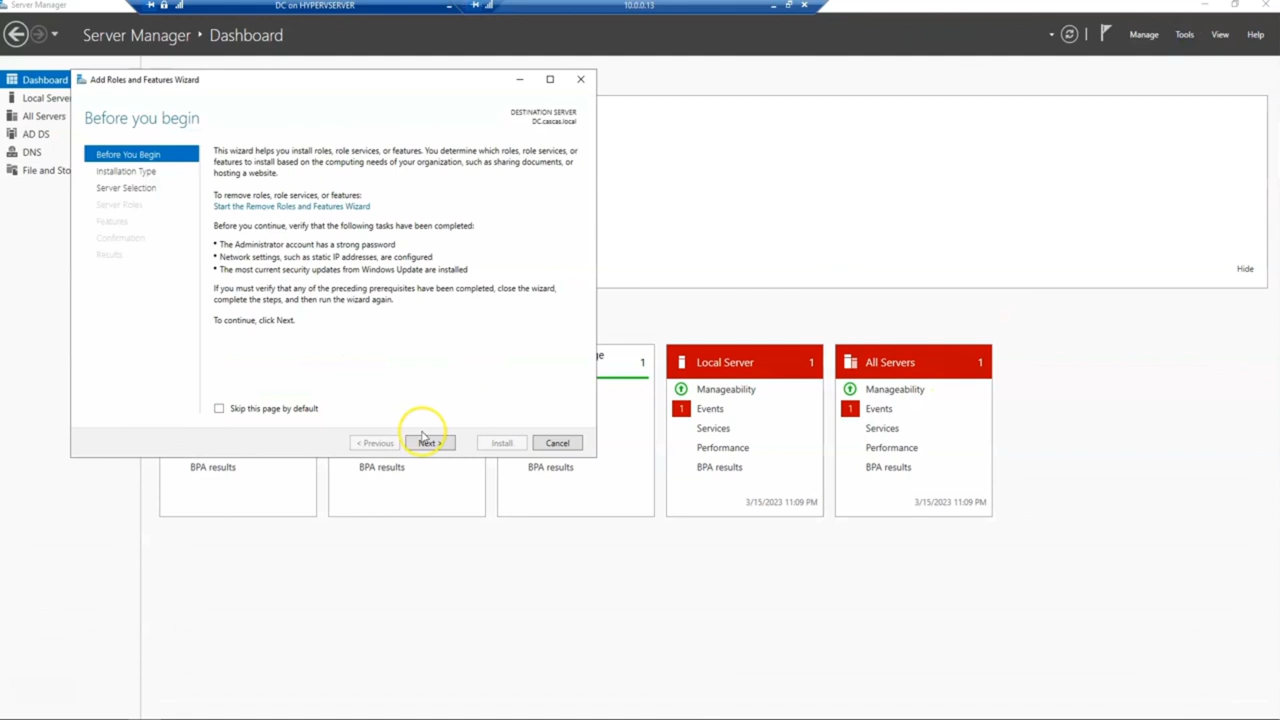 Server Manager
DC on HYPERVSERVER
10.0.0.13
Server Manager
Dashboard
Manage
Tools
View
Help
Dashboard
Local Serve
All Servers
AD DS
DNS
File and Sto
Add Roles and Features Wizard
Before you begin
DESTINATION SERVER
DC.cascas.local
Before You Begin
Installation Type
Server Selection
Server Roles
Features
Confirmation
Results
This wizard helps you install roles, role services, or features. You determine which roles, role services, or
features to install based on the computing needs of your organization, such as sharing documents, or
hosting a website.
To remove roles, role services, or features:
Start the Remove Roles and Features Wizard
Before you continue, verify that the following tasks have been completed:
• The Administrator account has a strong password
• Network settings, such as static IP addresses, are configured
• The most current security updates from Windows Update are installed
If you must verify that any of the preceding prerequisites have been completed, close the wizard,
complete the steps, and then run the wizard again.
To continue, click Next.
Skip this page by default
< Previous
Next >
Install
Cancel
Hide
BPA results
BPA results
ge
1
BPA results
Local Server 1
Manageability
1 Events
Services
Performance
BPA results
3/15/2023 11:09 PM
All Servers 1
Manageability
1 Events
Services
Performance
BPA results
3/15/2023 11:09 PM